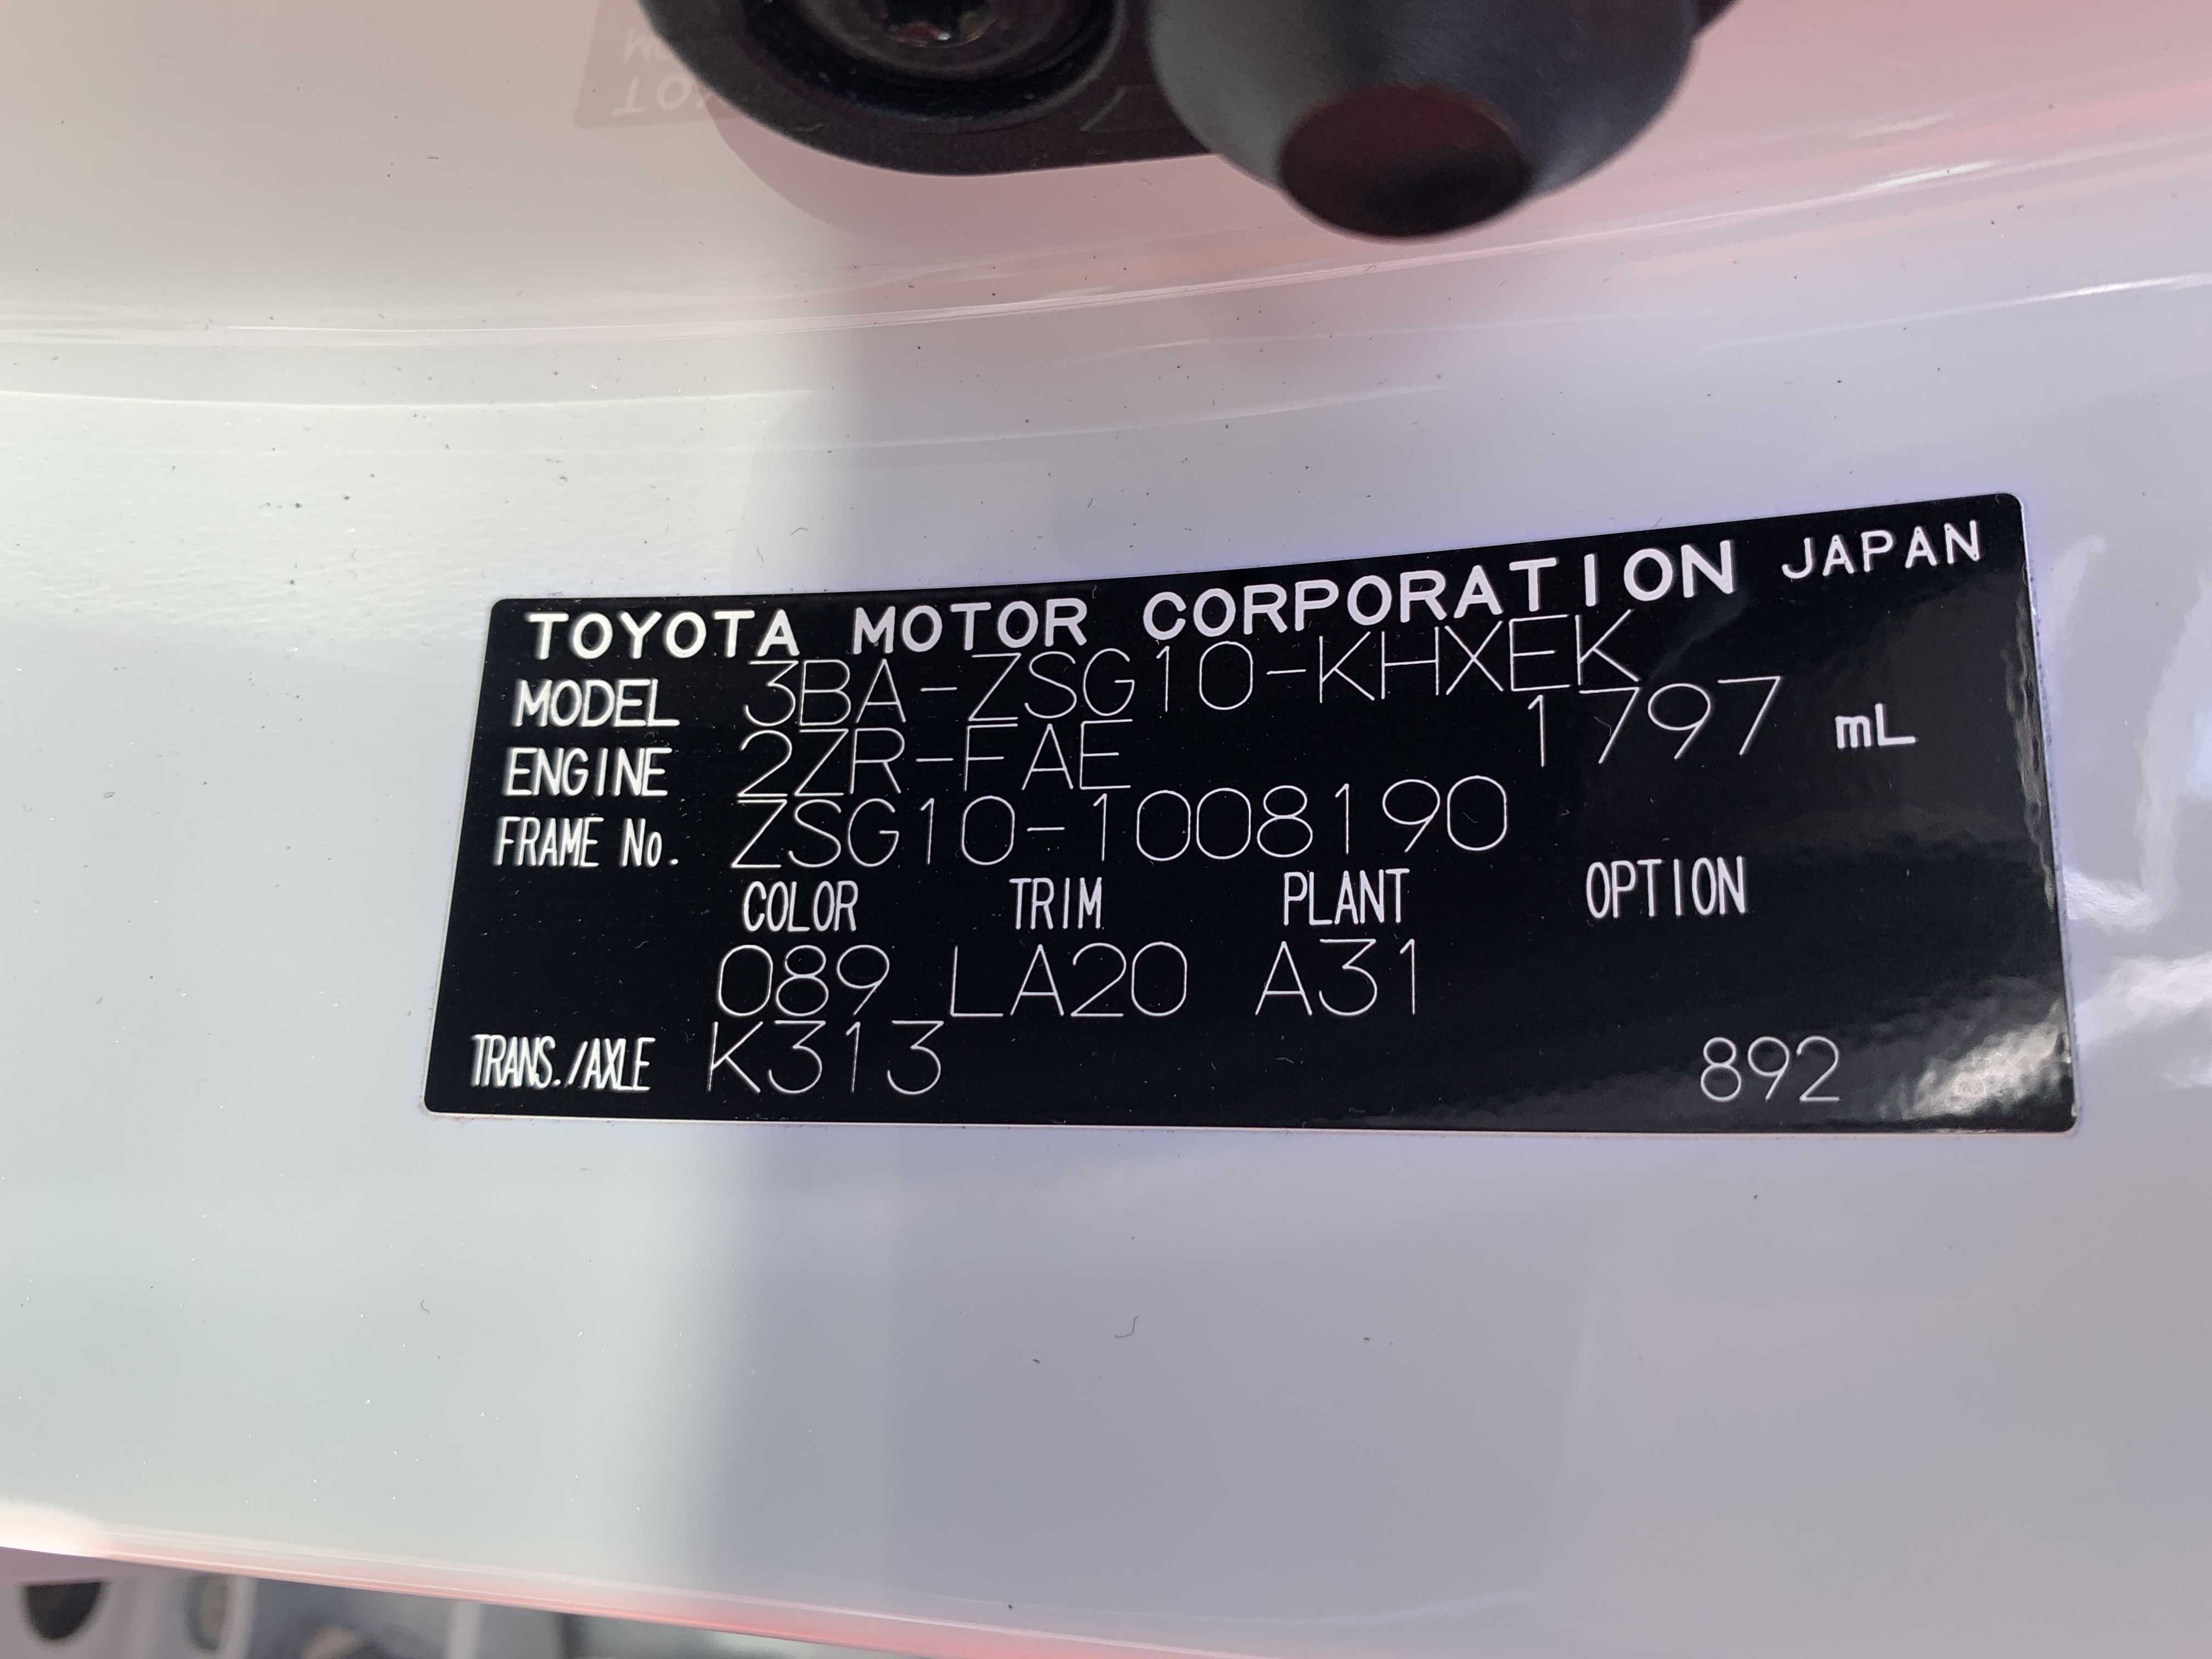 TOYOTA MOTOR CORPORATION JAPAN
MODEL 3BA-ZSG10-KHXEK
ENGINE 2ZR-FAE 1797 mL
FRAME No. ZSG10-1008190
COLOR TRIM PLANT OPTION
089 LA20 A31
TRANS./AXLE K313 892